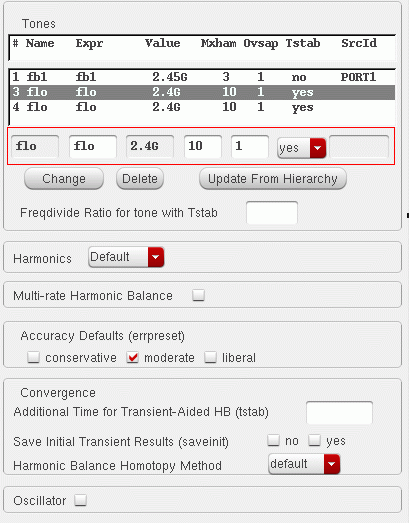 Tones
# Name Expr Value Mxham Ovsap Tstab SrcId
1 fb1 fb1 2.45G 3 1 no PORT1
3 flo flo 2.4G 10 1 yes
4 flo flo 2.4G 10 1 yes
flo flo 2.4G 10 1 yes
Change Delete Update From Hierarchy
Freqdivide Ratio for tone with Tstab
Harmonics Default
Multi-rate Harmonic Balance
Accuracy Defaults (errpreset)
conservative moderate liberal
Convergence
Additional Time for Transient-Aided HB (tstab)
Save Initial Transient Results (saveinit) no yes
Harmonic Balance Homotopy Method default
Oscillator